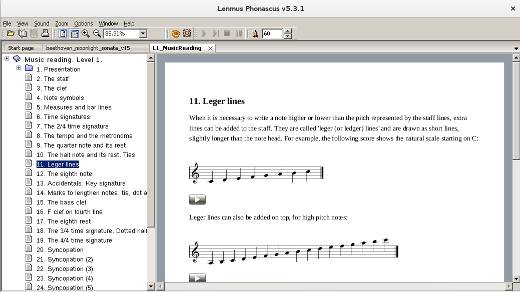 Lenmus Phonascus v5.3.1
File View Sound Options Window Help
66.91% 60
Start page beethoven_moonlight_sonata_v15 L1_MusicReading
Music reading. Level 1.
1. Presentation
2. The staff
3. The clef
4. Note symbols
5. Measures and bar lines
6. Time signatures
7. The 2/4 time signature
8. The tempo and the metronome
9. The quarter note and its rest
10. The half note and its rest. Ties
11. Leger lines
12. The eighth note
13. Accidentals. Key signature
14. Marks to lengthen notes: tie, dot a
15. The bass clef
16. F clef on fourth line
17. The eighth rest
18. The 3/4 time signature, Dotted hal
19. The 4/4 time signature
20. Syncopation
21. Syncopation (2)
22. Syncopation (3)
23. Syncopation (4)
24. Syncopation (5)
11. Leger lines
When it is necessary to write a note higher or lower than the pitch represented by the staff lines, extra
lines can be added to the staff. They are called 'leger (or ledger) lines' and are drawn as short lines,
slightly longer than the note head. For example, the following score shows the natural scale starting on C:
Leger lines can also be added on top, for high pitch notes: